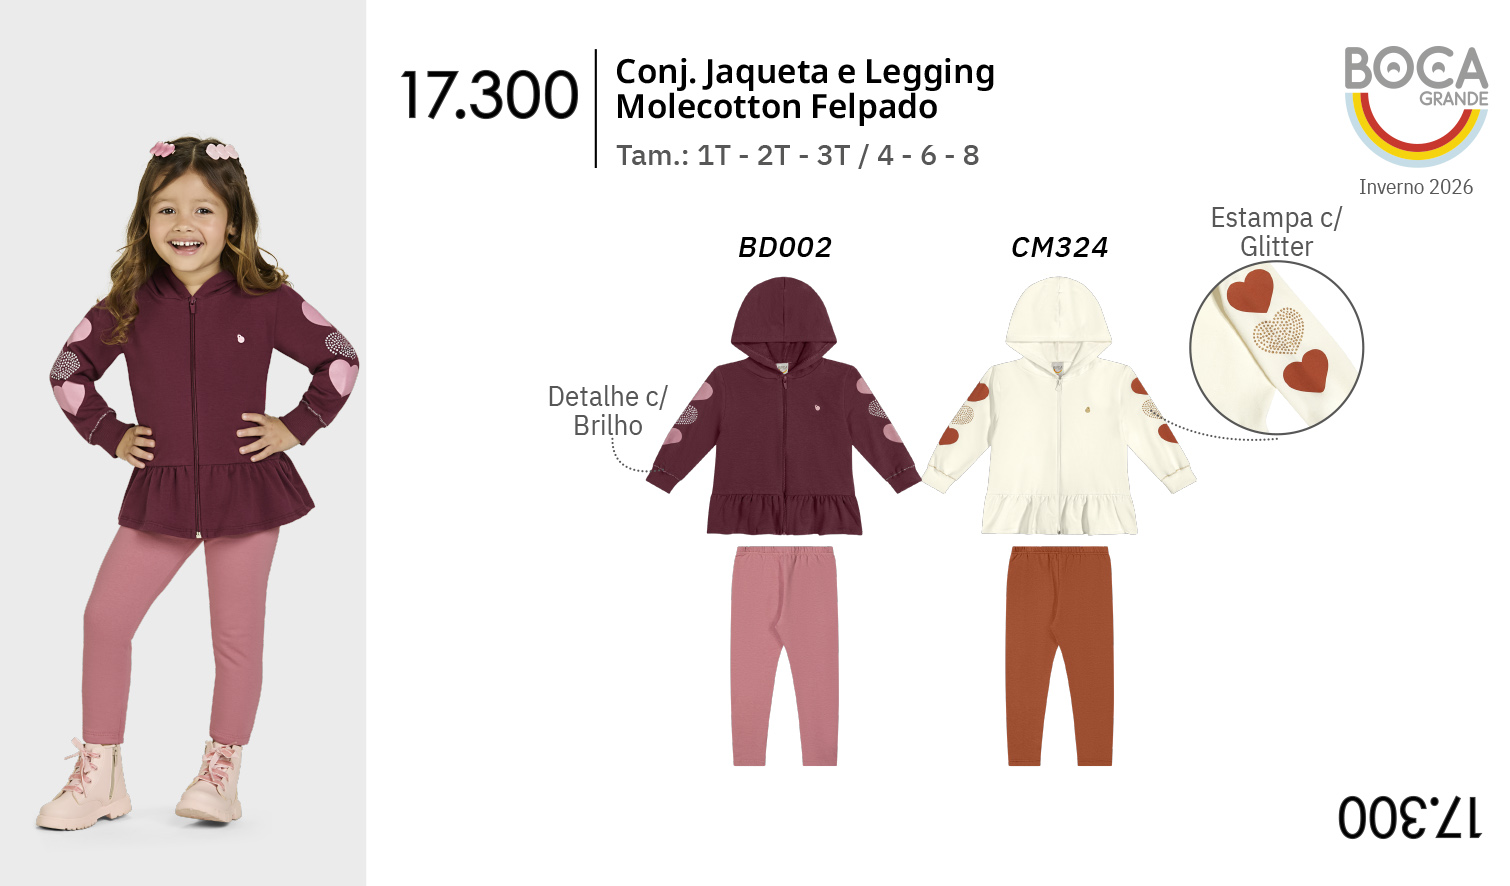 17.300
Conj. Jaqueta e Legging
Molecotton Felpado
Tam.: 1T - 2T - 3T / 4 - 6 - 8
BOCA
GRANDE
Inverno 2026
Estampa c/
Glitter
BD002
CM324
Detalhe c/
Brilho
17.300